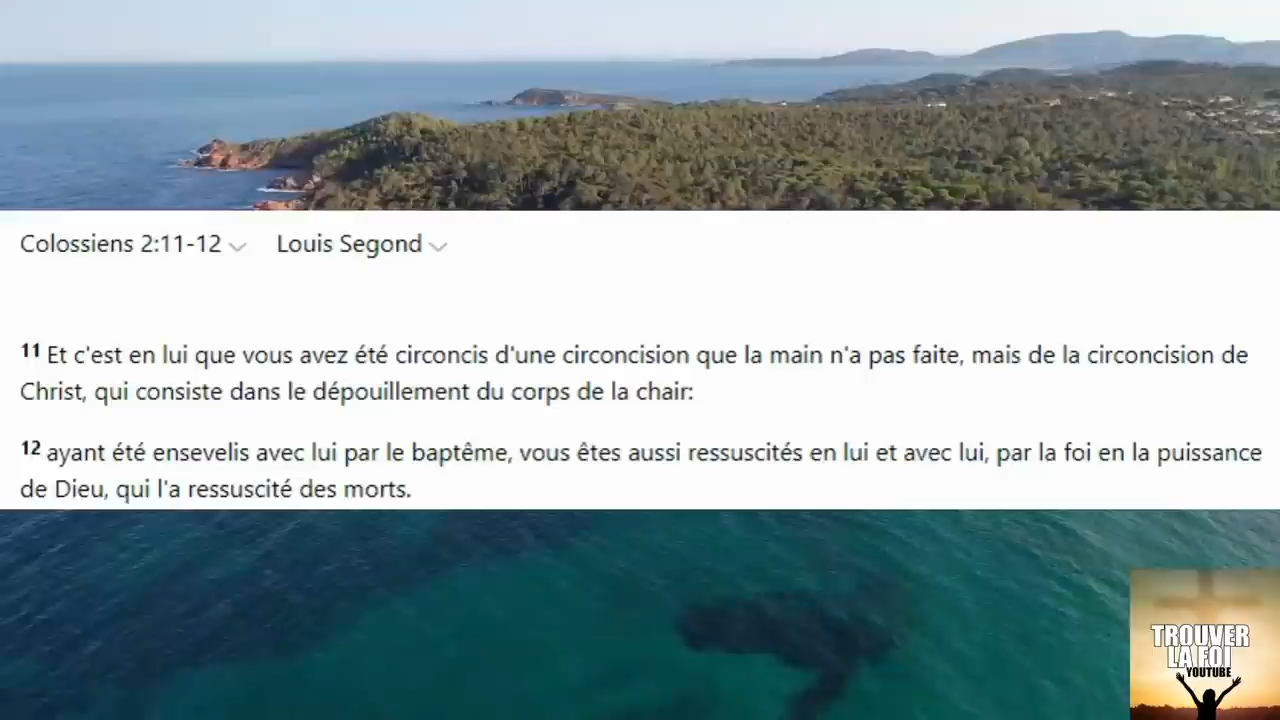 Colossiens 2:11-12 Louis Segond
11 Et c'est en lui que vous avez été circoncis d'une circoncision que la main n'a pas faite, mais de la circoncision de
Christ, qui consiste dans le dépouillement du corps de la chair:
12 ayant été ensevelis avec lui par le baptême, vous êtes aussi ressuscités en lui et avec lui, par la foi en la puissance
de Dieu, qui l'a ressuscité des morts.
TROUVER
LA FOI
YOUTUBE